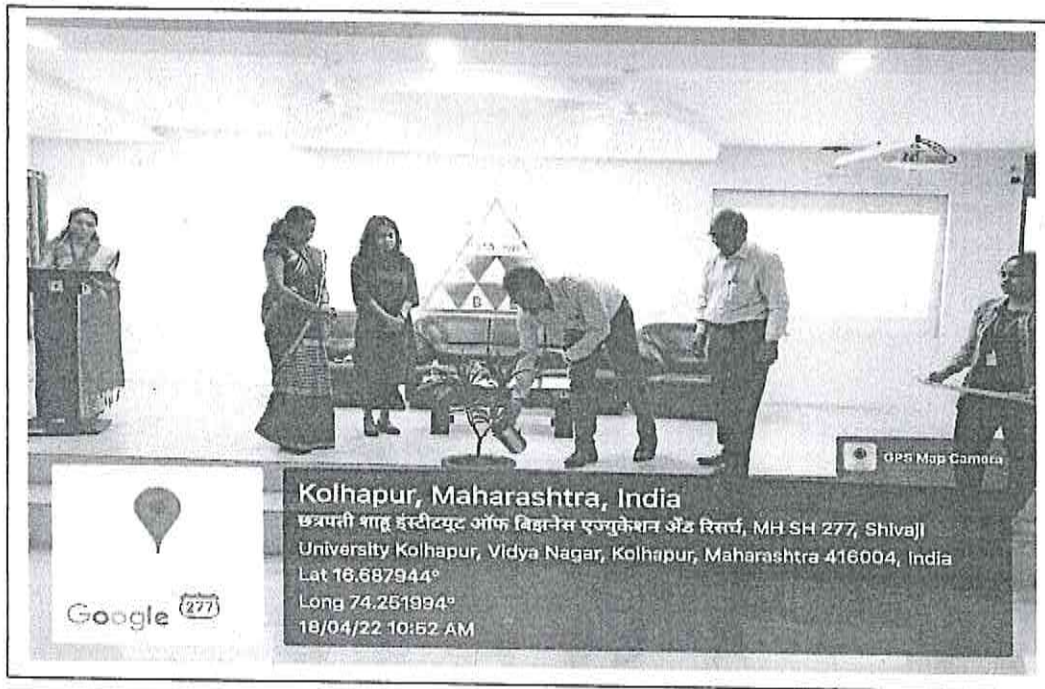 B
GPS Map Camera
Kolhapur, Maharashtra, India
छत्रपती शाहू इंस्टीटयूट ऑफ बिझनेस एज्युकेशन अँड रिसर्च, MH SH 277, Shivaji
University Kolhapur, Vidya Nagar, Kolhapur, Maharashtra 416004, India
Lat 16.687944°
Long 74.251994°
18/04/22 10:52 AM
Google
277